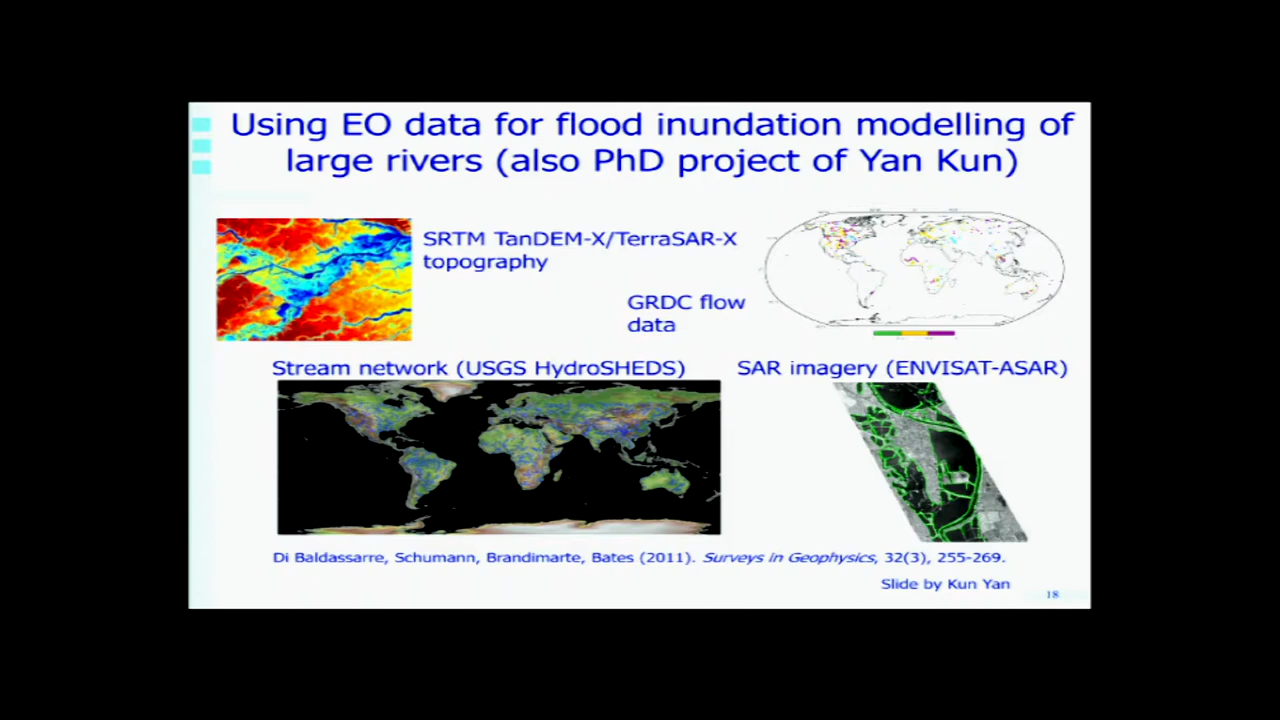 Using EO data for flood inundation modelling of
large rivers (also PhD project of Yan Kun)
SRTM TanDEM-X/TerraSAR-X
topography
GRDC flow
data
Stream network (USGS HydroSHEDS)
SAR imagery (ENVISAT-ASAR)
Di Baldassarre, Schumann, Brandimarte, Bates (2011). Surveys in Geophysics, 32(3), 255-269.
Slide by Kun Yan
18